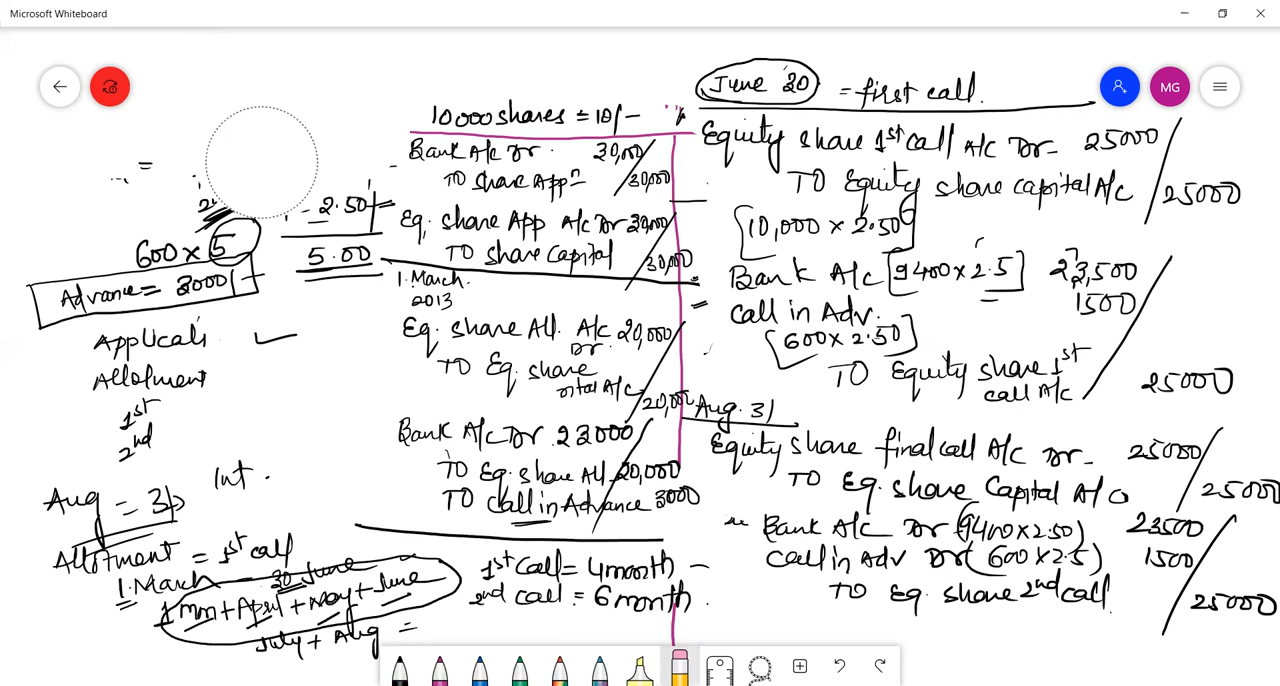 Microsoft Whiteboard
MG
10000 shares = 10/-
Bank A/c Dr. 30,000
TO Share Appn 30,000
Eq. share App A/c Dr 30,000
TO share capital 30,000
1. March
2013
Eq. share All. A/c 20,000
Dr.
TO Eq. share
pital A/c 20,000
Bank A/c Dr. 23000
TO Eq. share All 20,000
TO Call in Advance 3000
1st Call = 4 month -
2nd call = 6 month.
=
2.50
600 x 5
5.00
Advance = 3000/-
Applicati
Allotment
1st
2nd
Int.
Aug = 31
Allotment = 1st call
1. March - 30 June
1 mm + April + May + June
July + Aug =
June 30 = first call.
Equity share 1st call A/c Dr- 25000
TO Equity share capital A/c 25000
10,000 x 2.50
Bank A/c [9400 x 2.5] 23,500
Call in Adv. 1500
[600 x 2.50]
TO Equity share 1st
call A/c 25000
Aug. 31
Equity share final call A/c Dr- 25000
TO Eq. share Capital A/c 25000
Bank A/c Dr (9400 x 2.50) 23500
Call in Adv Dr (600 x 2.5) 1500
TO Eq. share 2nd call 25000